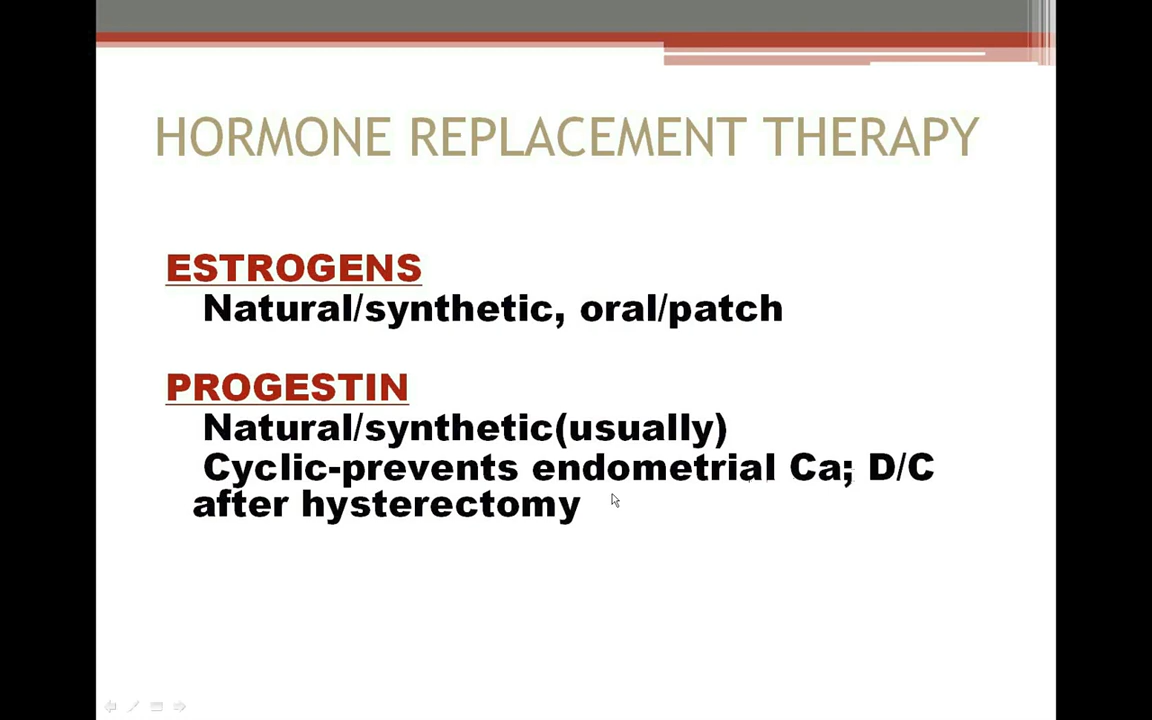 HORMONE REPLACEMENT THERAPY
ESTROGENS
Natural/synthetic, oral/patch
PROGESTIN
Natural/synthetic(usually)
Cyclic-prevents endometrial Ca; D/C
after hysterectomy